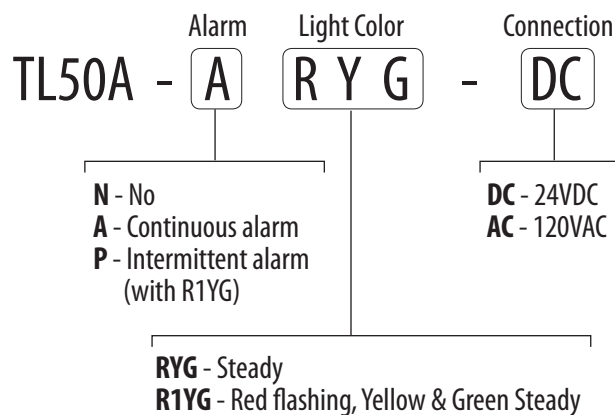 Alarm Light Color Connection
TL50A - A R Y G - DC
N - No
A - Continuous alarm
P - Intermittent alarm
(with R1YG)
DC - 24VDC
AC - 120VAC
RYG - Steady
R1YG - Red flashing, Yellow & Green Steady